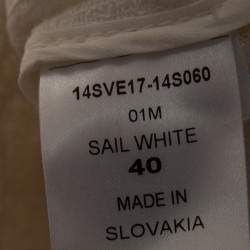 14SVE17-14S060
01M
SAIL WHITE
40
MADE IN
SLOVAKIA